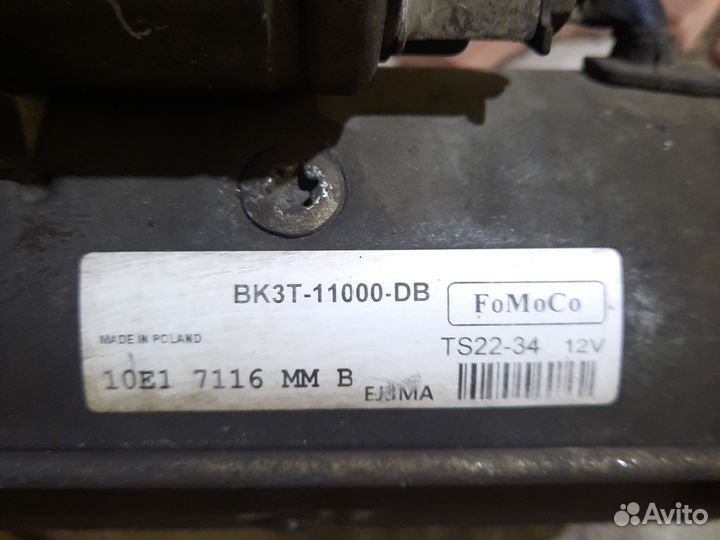 BK3T-11000-DB
FoMoCo
MADE IN POLAND
TS22-34 12V
10E1 7116 MM B
Avito